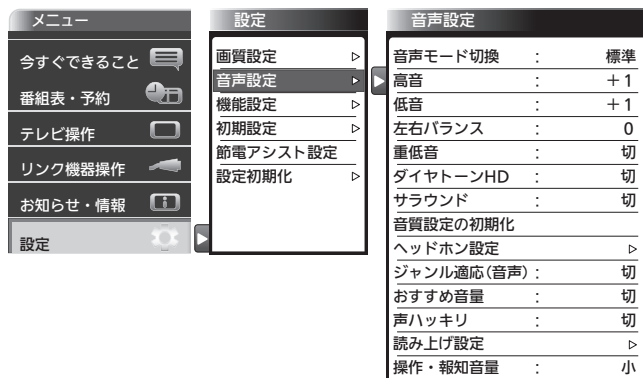 メニュー
今すぐできること
番組表・予約
テレビ操作
リンク機器操作
お知らせ・情報
設定
設定
画質設定
音声設定
機能設定
初期設定
節電アシスト設定
設定初期化
音声設定
音声モード切換 : 標準
高音 : +1
低音 : +1
左右バランス : 0
重低音 : 切
ダイヤトーンHD : 切
サラウンド : 切
音質設定の初期化
ヘッドホン設定
ジャンル適応(音声) : 切
おすすめ音量 : 切
声ハッキリ : 切
読み上げ設定
操作・報知音量 : 小